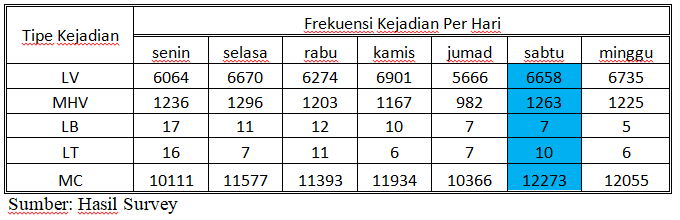 Tipe Kejadian Frekuensi Kejadian Per Hari
senin selasa rabu kamis jumad sabtu minggu
LV 6064 6670 6274 6901 5666 6658 6735
MHV 1236 1296 1203 1167 982 1263 1225
LB 17 11 12 10 7 7 5
LT 16 7 11 6 7 10 6
MC 10111 11577 11393 11934 10366 12273 12055
Sumber: Hasil Survey